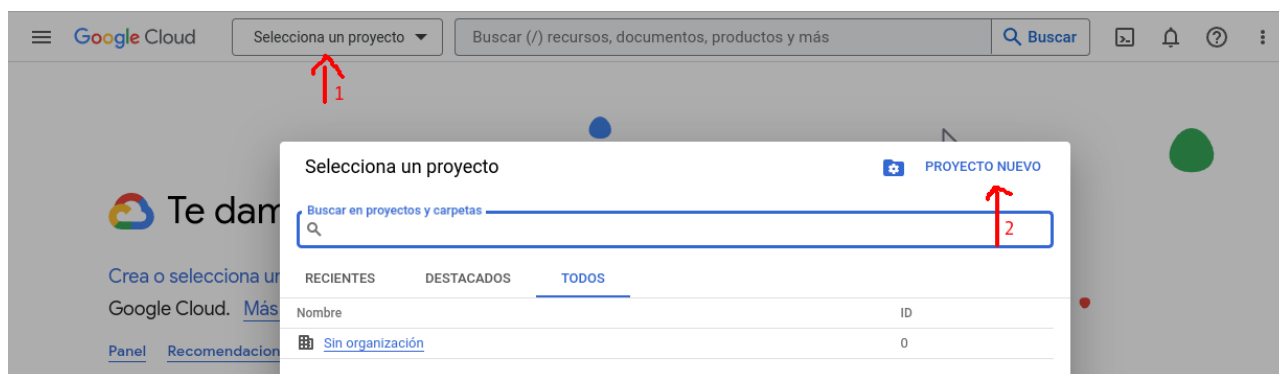 Google Cloud Selecciona un proyecto Buscar (/) recursos, documentos, productos y más Buscar
1
Selecciona un proyecto PROYECTO NUEVO
Te dam
Buscar en proyectos y carpetas
2
Crea o selecciona un RECIENTES DESTACADOS TODOS
Google Cloud. Más Nombre ID
Sin organización 0
Panel Recomendacion